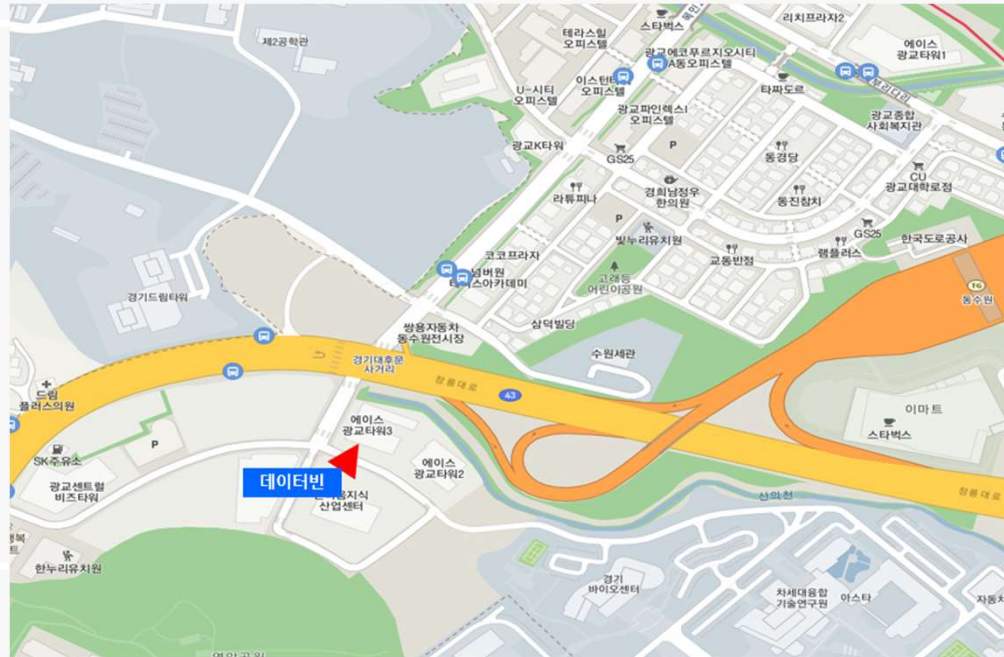 스타벅스
리치프라자2
테라스힐
오피스텔
제2공학관
에이스
광교타워1
광교에코푸르지오시티
A동오피스텔
오피스텔
U-시티
오피스텔
타짜도르
광교파인렉스I
오피스텔
광교종합
사회복지관
P
광교K타워
GS25
동경당
CU
광교대학로점
라튜피나
경희남정우
한의원
동진참치
P
빛누리유치원
GS25
한국도로공사
교동반점
램플러스
코코프라자
고래등
어린이공원
TG
동수원
경기드림타워
삼덕빌딩
쌍용자동차
동수원전시장
경기대후문
사거리
수원세관
창룡대로
43
드림
플러스의원
이마트
스타벅스
에이스
광교타워3
P
SK주유소
에이스
광교타워2
광교센트럴
비즈타워
데이터빈
산업센터
산의천
창룡대로
한누리유치원
경기
바이오센터
차세대융합
기술연구원
아스타